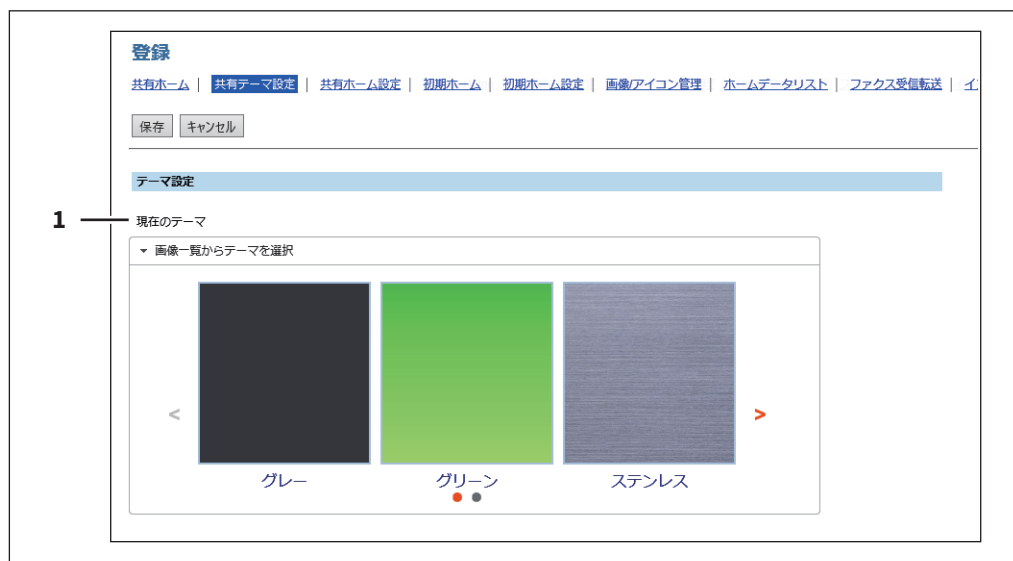 登録
共有ホーム | 共有テーマ設定 | 共有ホーム設定 | 初期ホーム | 初期ホーム設定 | 画像/アイコン管理 | ホームデータリスト | ファクス受信転送 | イ
保存 キャンセル
テーマ設定
1 現在のテーマ
画像一覧からテーマを選択
< >
グレー グリーン ステンレス